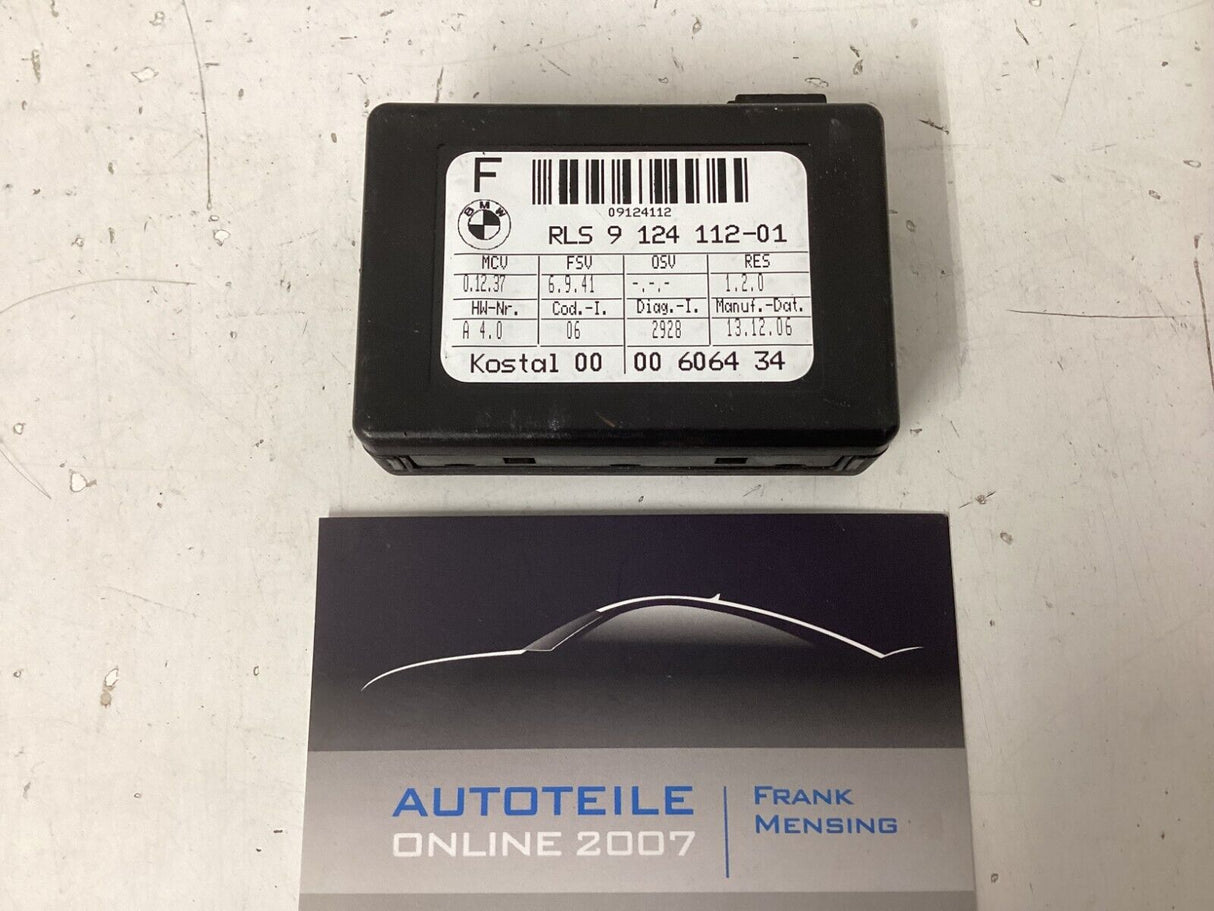 F
09124112
BMW
RLS 9 124 112-01
MCV FSV OSV RES
0.12.37 6.9.41 -.-.- 1.2.0
HW-Nr. Cod.-I. Diag.-I. Manuf.-Dat.
A 4.0 06 2928 13.12.06
Kostal 00 00 6064 34
AUTOTEILE
ONLINE 2007
FRANK
MENSING